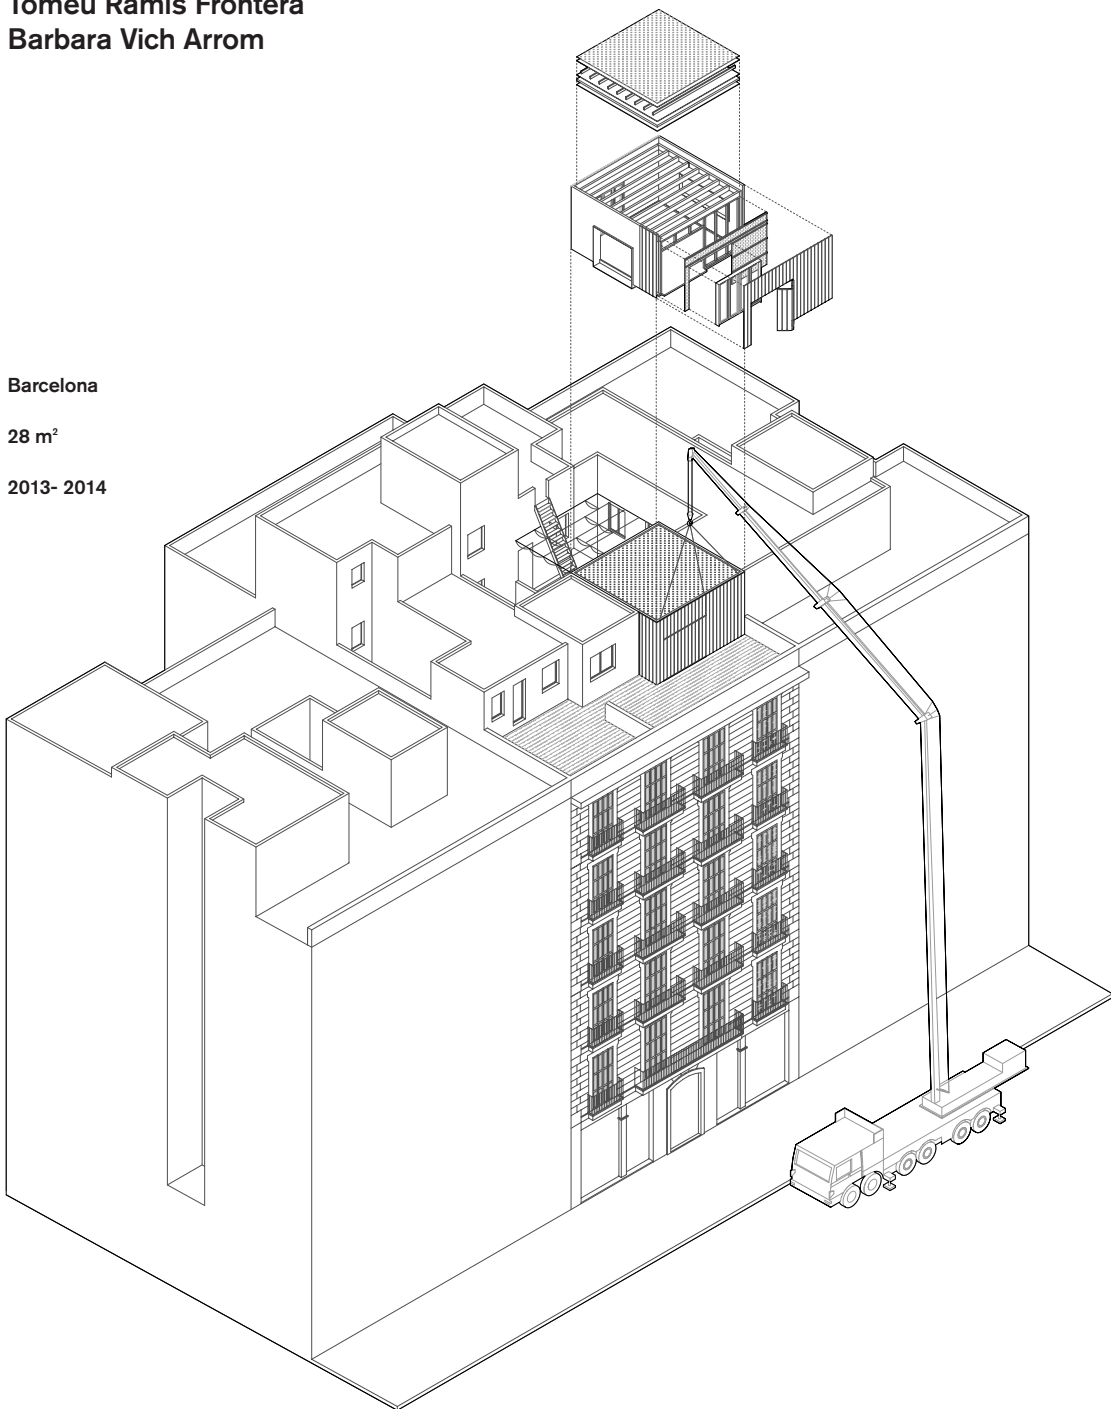 Tomeu Ramis Frontera
Barbara Vich Arrom
Barcelona
28 m²
2013- 2014